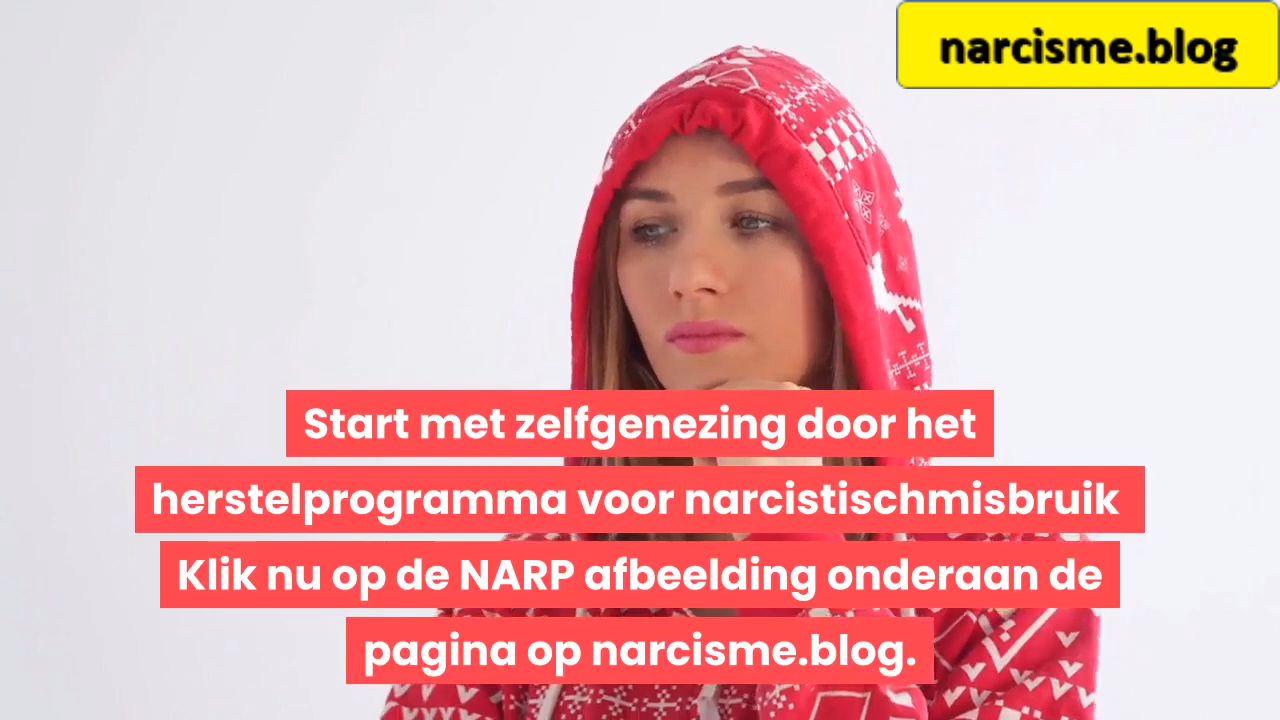 narcisme.blog
Start met zelfgenezing door het
herstelprogramma voor narcistischmisbruik
Klik nu op de NARP afbeelding onderaan de
pagina op narcisme.blog.